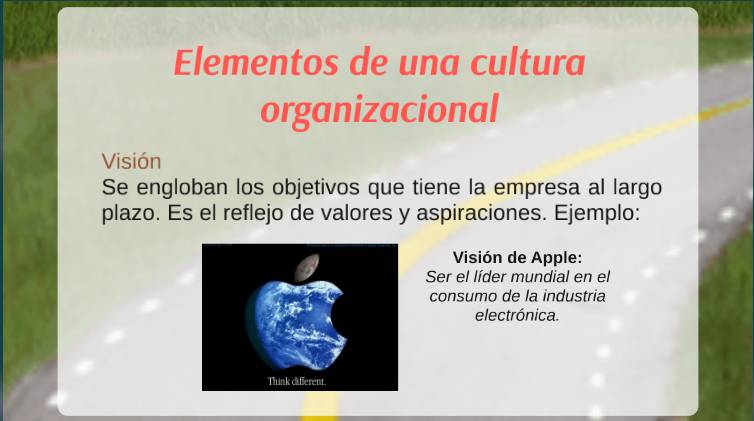 Elementos de una cultura
organizacional
Visión
Se engloban los objetivos que tiene la empresa al largo
plazo. Es el reflejo de valores y aspiraciones. Ejemplo:
Visión de Apple:
Ser el líder mundial en el
consumo de la industria
electrónica.
Think different.